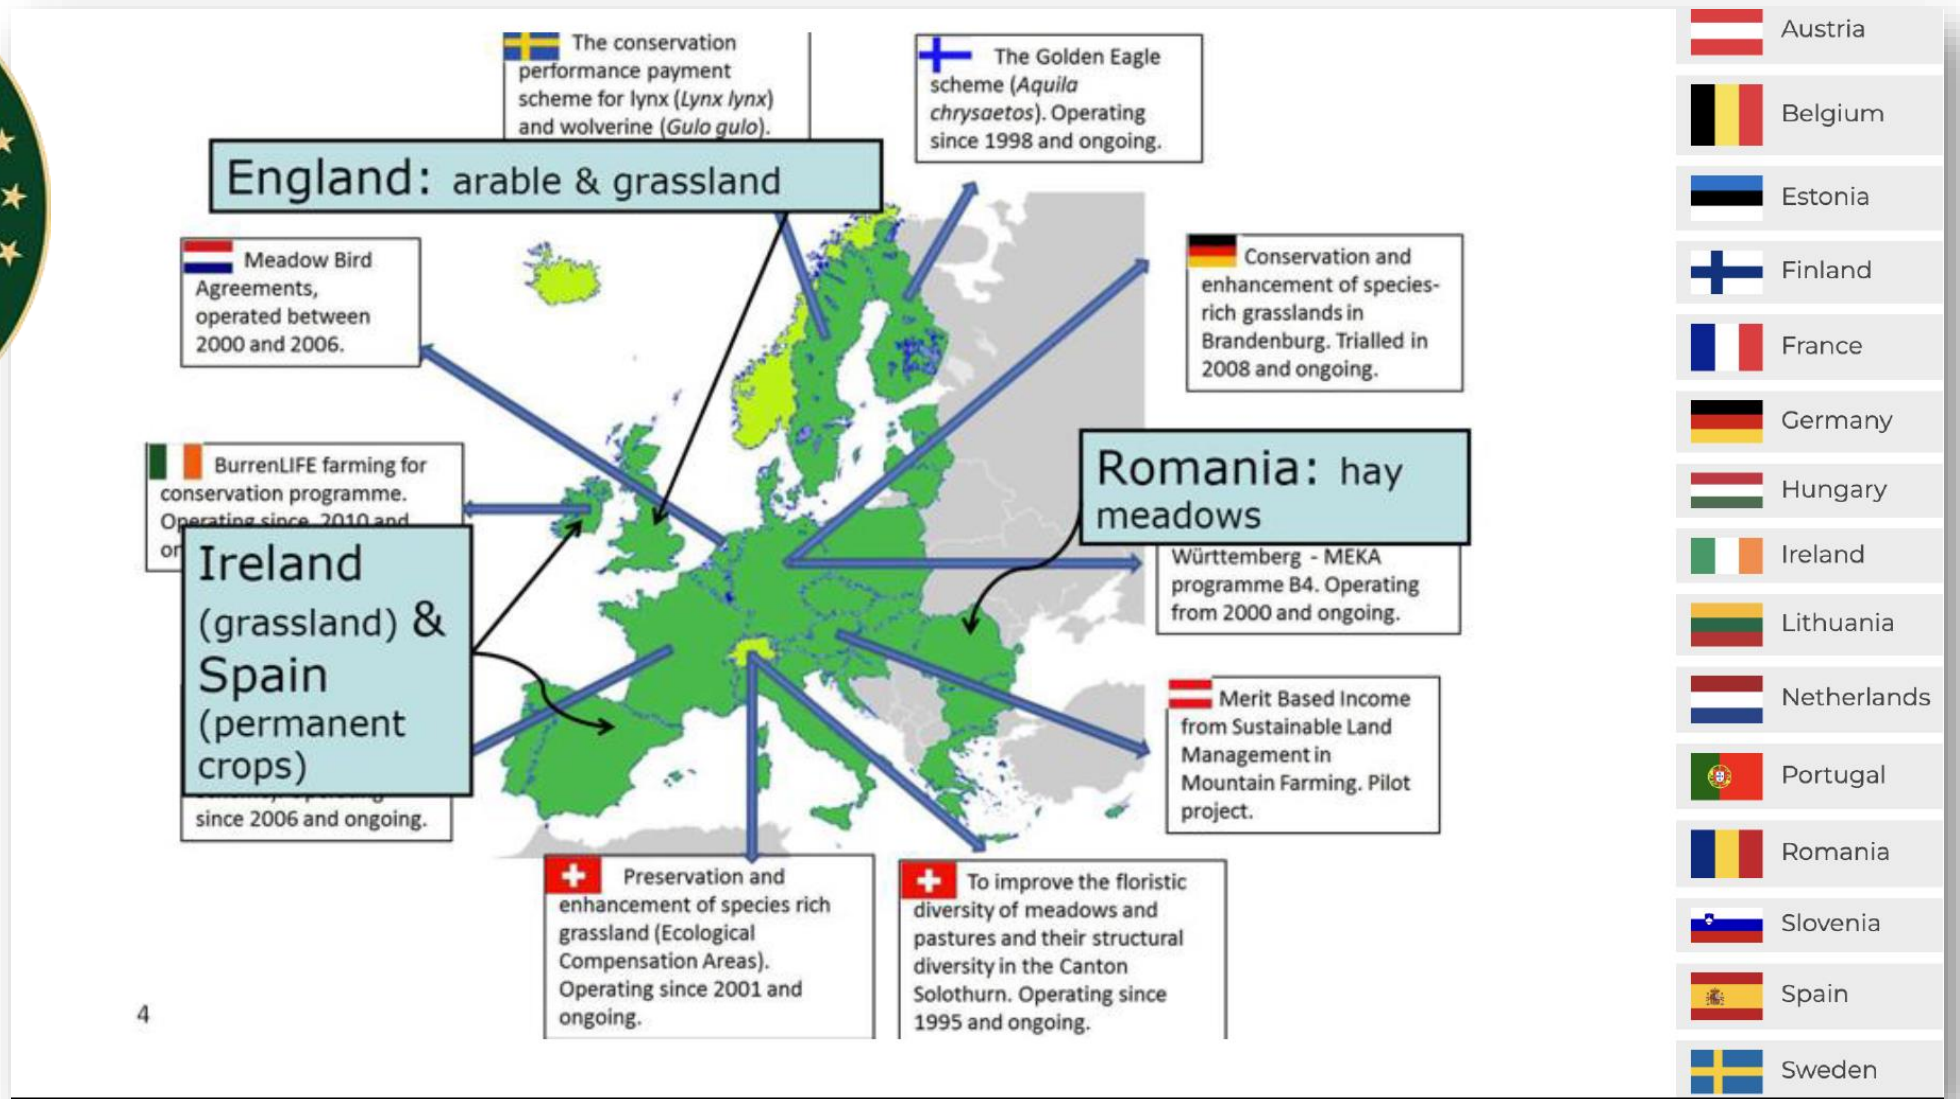 The conservation
performance payment
scheme for lynx (Lynx lynx)
and wolverine (Gulo gulo).
The Golden Eagle
scheme (Aquila
chrysaetos). Operating
since 1998 and ongoing.
England: arable & grassland
Meadow Bird
Agreements,
operated between
2000 and 2006.
Conservation and
enhancement of species-
rich grasslands in
Brandenburg. Trialled in
2008 and ongoing.
BurrenLIFE farming for
conservation programme.
Operating since 2010 and
Ireland
(grassland) &
Spain
(permanent
crops)
since 2006 and ongoing.
Romania: hay
meadows
Württemberg - MEKA
programme B4. Operating
from 2000 and ongoing.
Merit Based Income
from Sustainable Land
Management in
Mountain Farming. Pilot
project.
Preservation and
enhancement of species rich
grassland (Ecological
Compensation Areas).
Operating since 2001 and
ongoing.
To improve the floristic
diversity of meadows and
pastures and their structural
diversity in the Canton
Solothurn. Operating since
1995 and ongoing.
4
Austria
Belgium
Estonia
Finland
France
Germany
Hungary
Ireland
Lithuania
Netherlands
Portugal
Romania
Slovenia
Spain
Sweden